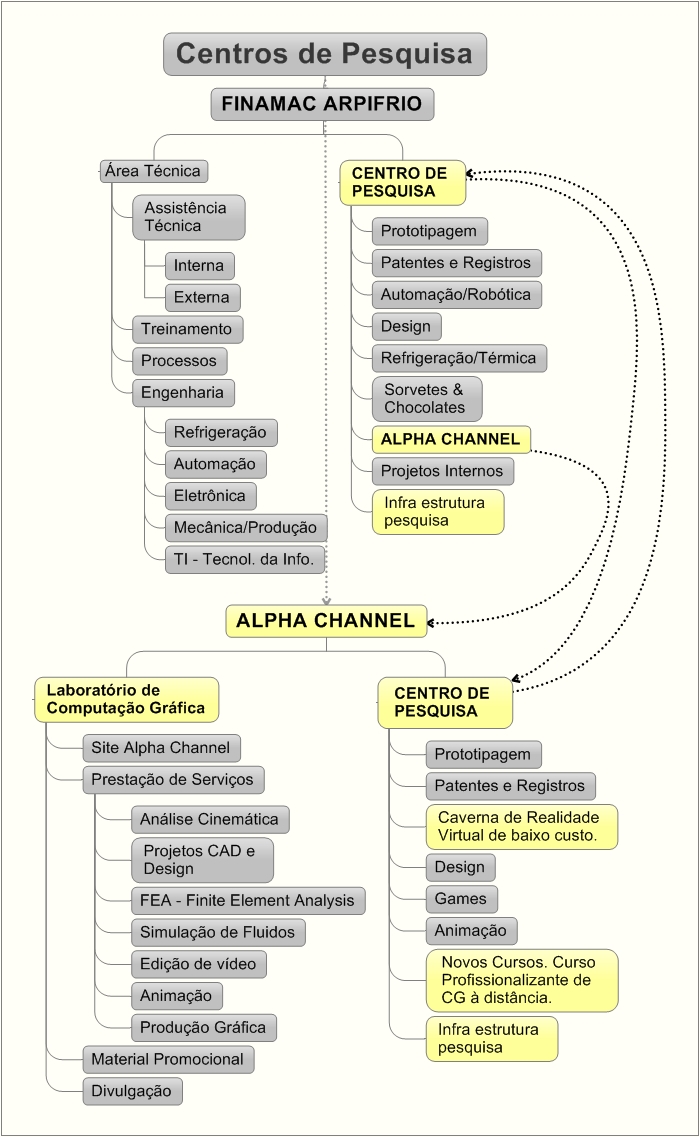 Centros de Pesquisa
FINAMAC ARPIFRIO
Área Técnica
Assistência
Técnica
Interna
Externa
Treinamento
Processos
Engenharia
Refrigeração
Automação
Eletrônica
Mecânica/Produção
TI - Tecnol. da Info.
CENTRO DE
PESQUISA
Prototipagem
Patentes e Registros
Automação/Robótica
Design
Refrigeração/Térmica
Sorvetes &
Chocolates
ALPHA CHANNEL
Projetos Internos
Infra estrutura
pesquisa
ALPHA CHANNEL
Laboratório de
Computação Gráfica
Site Alpha Channel
Prestação de Serviços
Análise Cinemática
Projetos CAD e
Design
FEA - Finite Element Analysis
Simulação de Fluidos
Edição de vídeo
Animação
Produção Gráfica
Material Promocional
Divulgação
CENTRO DE
PESQUISA
Prototipagem
Patentes e Registros
Caverna de Realidade
Virtual de baixo custo.
Design
Games
Animação
Novos Cursos. Curso
Profissionalizante de
CG à distância.
Infra estrutura
pesquisa